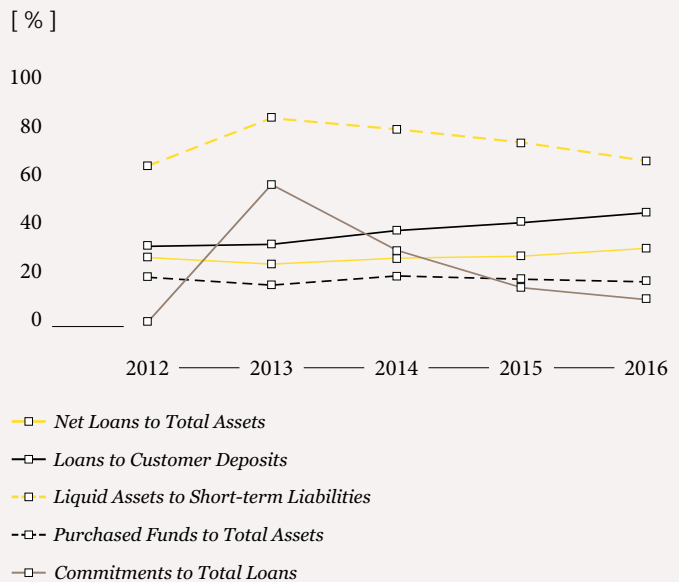 [ % ]
100
80
60
40
20
0
2012 2013 2014 2015 2016
Net Loans to Total Assets
Loans to Customer Deposits
Liquid Assets to Short-term Liabilities
Purchased Funds to Total Assets
Commitments to Total Loans